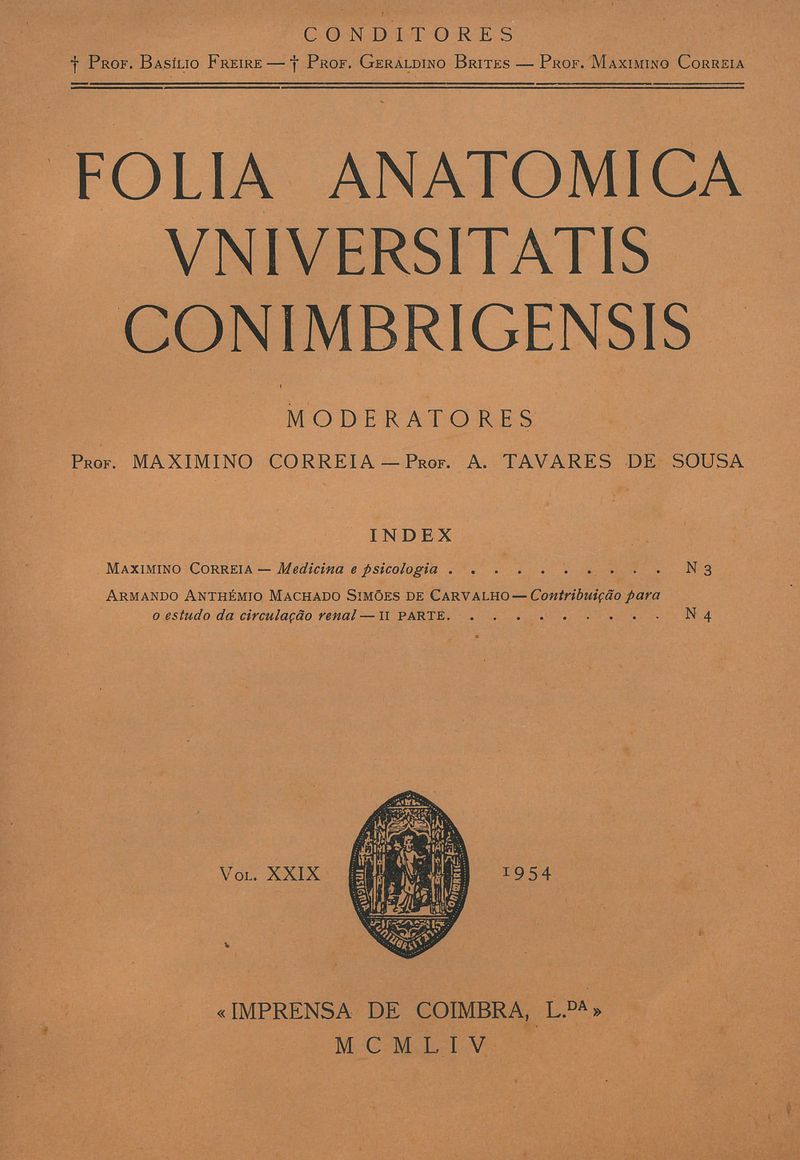 CONDITORES
† Prof. Basílio Freire — † Prof. Geraldino Brites — Prof. Maximino Correia
FOLIA ANATOMICA
VNIVERSITATIS
CONIMBRIGENSIS
MODERATORES
Prof. MAXIMINO CORREIA — Prof. A. TAVARES DE SOUSA
INDEX
Maximino Correia — Medicina e psicologia . . . . . . . . . . N 3
Armando Anthémio Machado Simões de Carvalho — Contribuição para
o estudo da circulação renal — II parte. . . . . . . . . . N 4
Vol. XXIX
1954
« IMPRENSA DE COIMBRA, L.DA »
MCMLIV